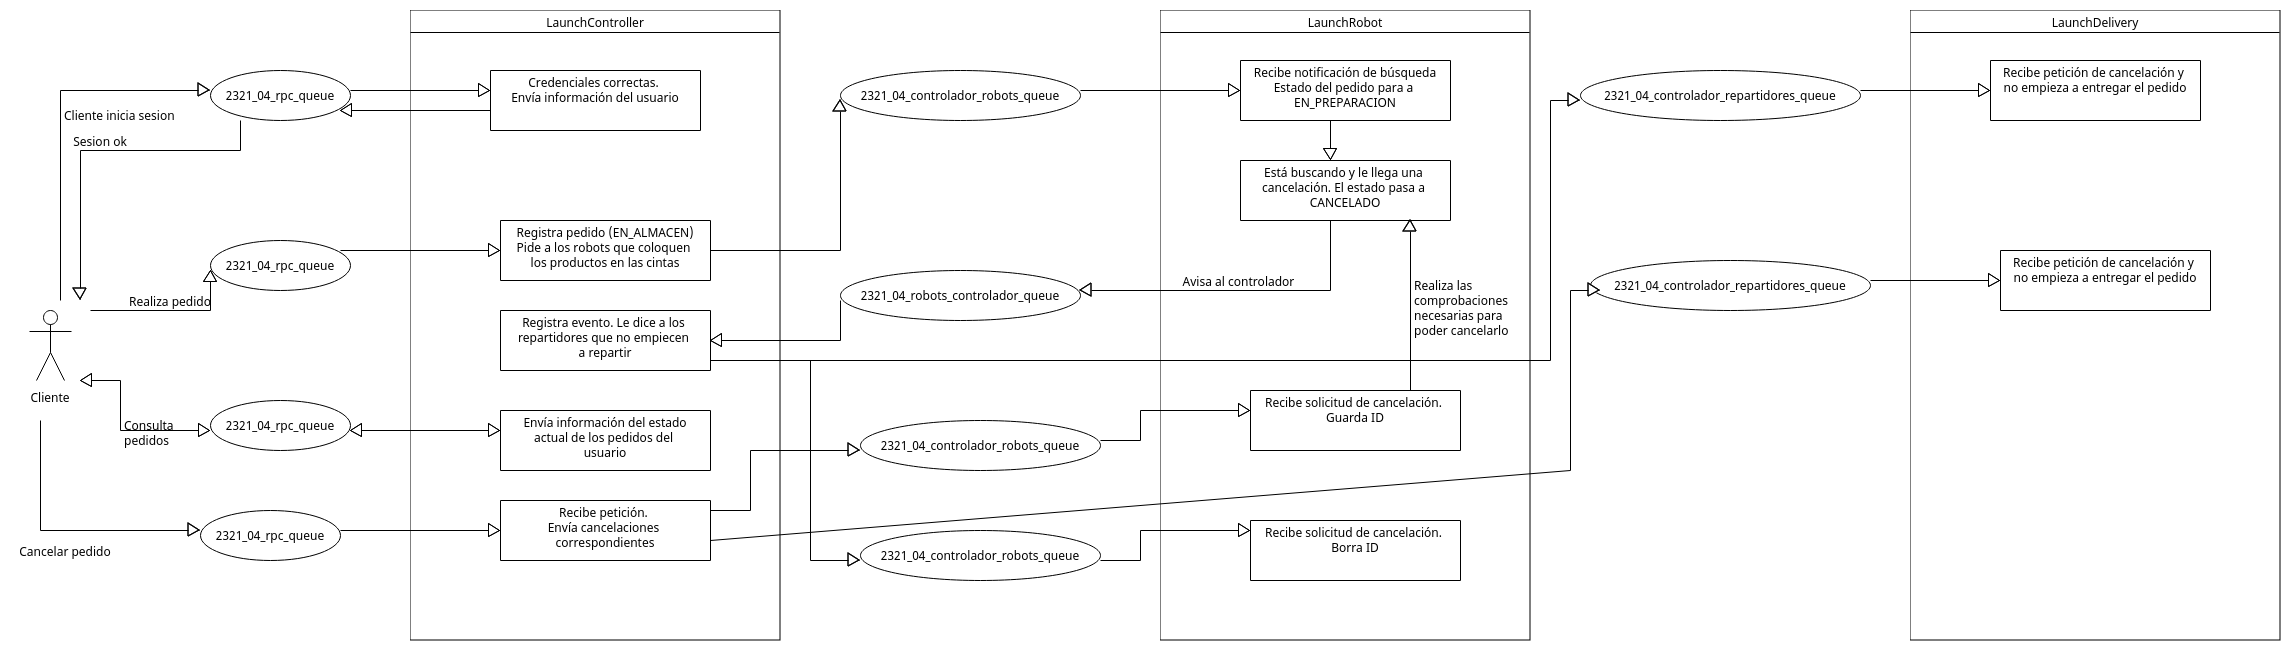 LaunchController
LaunchRobot
LaunchDelivery
Cliente inicia sesion
Sesion ok
2321_04_rpc_queue
Credenciales correctas.
Envía información del usuario
2321_04_controlador_robots_queue
Recibe notificación de búsqueda
Estado del pedido para a
EN_PREPARACION
2321_04_controlador_repartidores_queue
Recibe petición de cancelación y
no empieza a entregar el pedido
Está buscando y le llega una
cancelación. El estado pasa a
CANCELADO
Realiza pedido
2321_04_rpc_queue
Registra pedido (EN_ALMACEN)
Pide a los robots que coloquen
los productos en las cintas
2321_04_robots_controlador_queue
Avisa al controlador
Realiza las
comprobaciones
necesarias para
poder cancelarlo
2321_04_controlador_repartidores_queue
Recibe petición de cancelación y
no empieza a entregar el pedido
Registra evento. Le dice a los
repartidores que no empiecen
a repartir
Cliente
Consulta
pedidos
2321_04_rpc_queue
Envía información del estado
actual de los pedidos del
usuario
2321_04_controlador_robots_queue
Recibe solicitud de cancelación.
Guarda ID
Cancelar pedido
2321_04_rpc_queue
Recibe petición.
Envía cancelaciones
correspondientes
2321_04_controlador_robots_queue
Recibe solicitud de cancelación.
Borra ID